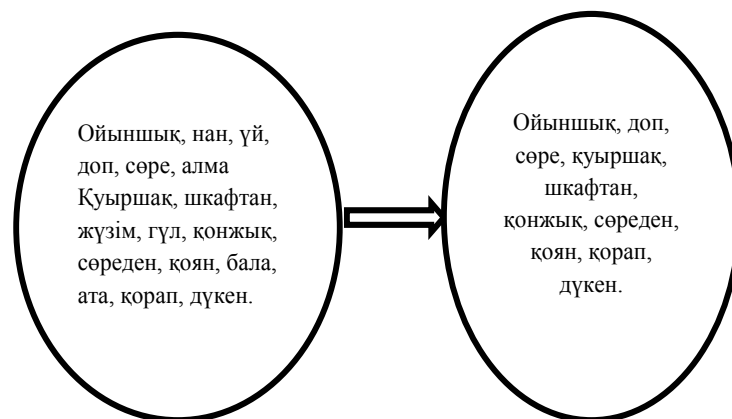 Ойыншық, нан, үй,
доп, сөре, алма
Қуыршақ, шкафтан,
жүзім, гүл, қонжық,
сөреден, қоян, бала,
ата, қорап, дүкен.
Ойыншық, доп,
сөре, қуыршақ,
шкафтан,
қонжық, сөреден,
қоян, қорап,
дүкен.